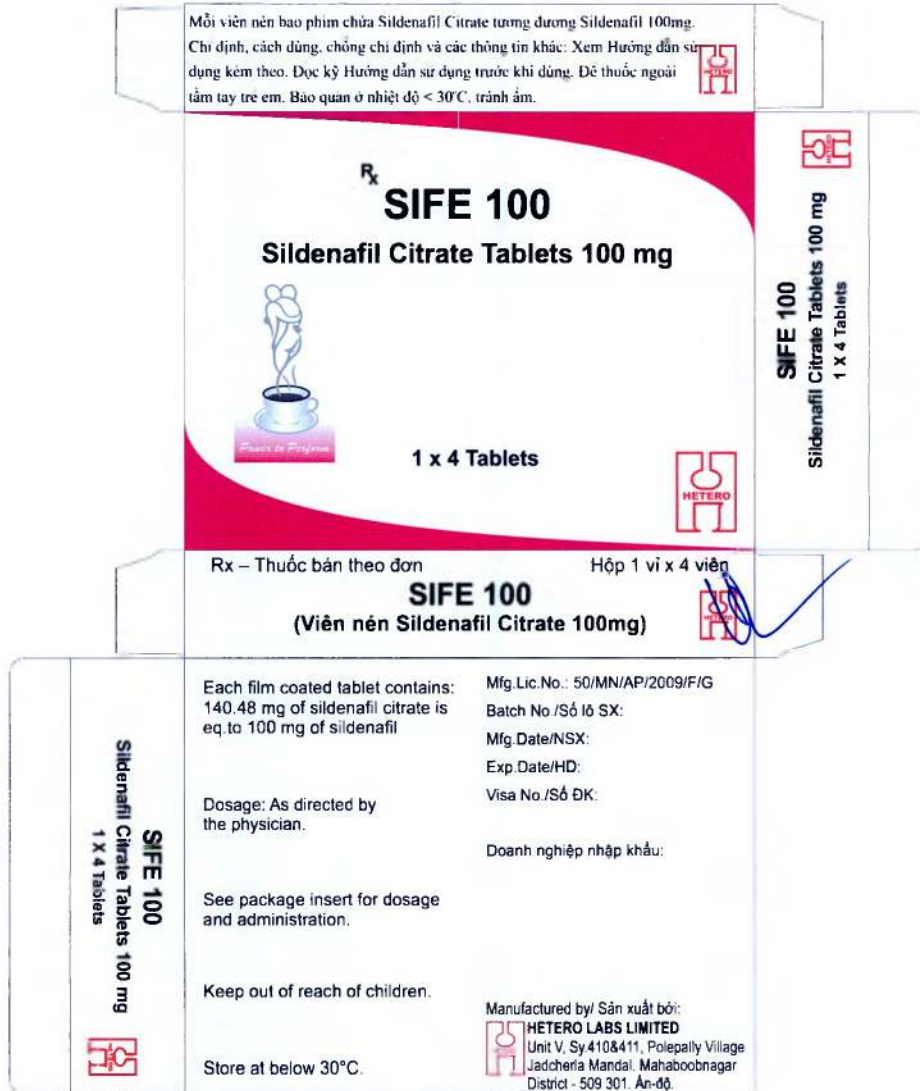 Mỗi viên nén bao phim chứa Sildenafil Citrate tương đương Sildenafil 100mg.
Chỉ định, cách dùng, chống chỉ định và các thông tin khác: Xem Hướng dẫn sử
dụng kèm theo. Đọc kỹ Hướng dẫn sử dụng trước khi dùng. Để thuốc ngoài
tầm tay trẻ em. Bảo quản ở nhiệt độ < 30°C, tránh ẩm.
HETERO
Rx
SIFE 100
Sildenafil Citrate Tablets 100 mg
Power to Perform
1 x 4 Tablets
HETERO
SIFE 100
Sildenafil Citrate Tablets 100 mg
1 X 4 Tablets
HETERO
Rx – Thuốc bán theo đơn
Hộp 1 vỉ x 4 viên
SIFE 100
(Viên nén Sildenafil Citrate 100mg)
HETERO
SIFE 100
Sildenafil Citrate Tablets 100 mg
1 X 4 Tablets
HETERO
Each film coated tablet contains:
140.48 mg of sildenafil citrate is
eq.to 100 mg of sildenafil
Dosage: As directed by
the physician.
See package insert for dosage
and administration.
Keep out of reach of children.
Store at below 30°C.
Mfg.Lic.No.: 50/MN/AP/2009/F/G
Batch No./Số lô SX:
Mfg.Date/NSX:
Exp.Date/HD:
Visa No./Số ĐK:
Doanh nghiệp nhập khẩu:
Manufactured by/ Sản xuất bởi:
HETERO
HETERO LABS LIMITED
Unit V, Sy.410&411, Polepally Village
Jadcherla Mandal. Mahaboobnagar
District - 509 301. Ấn-độ.